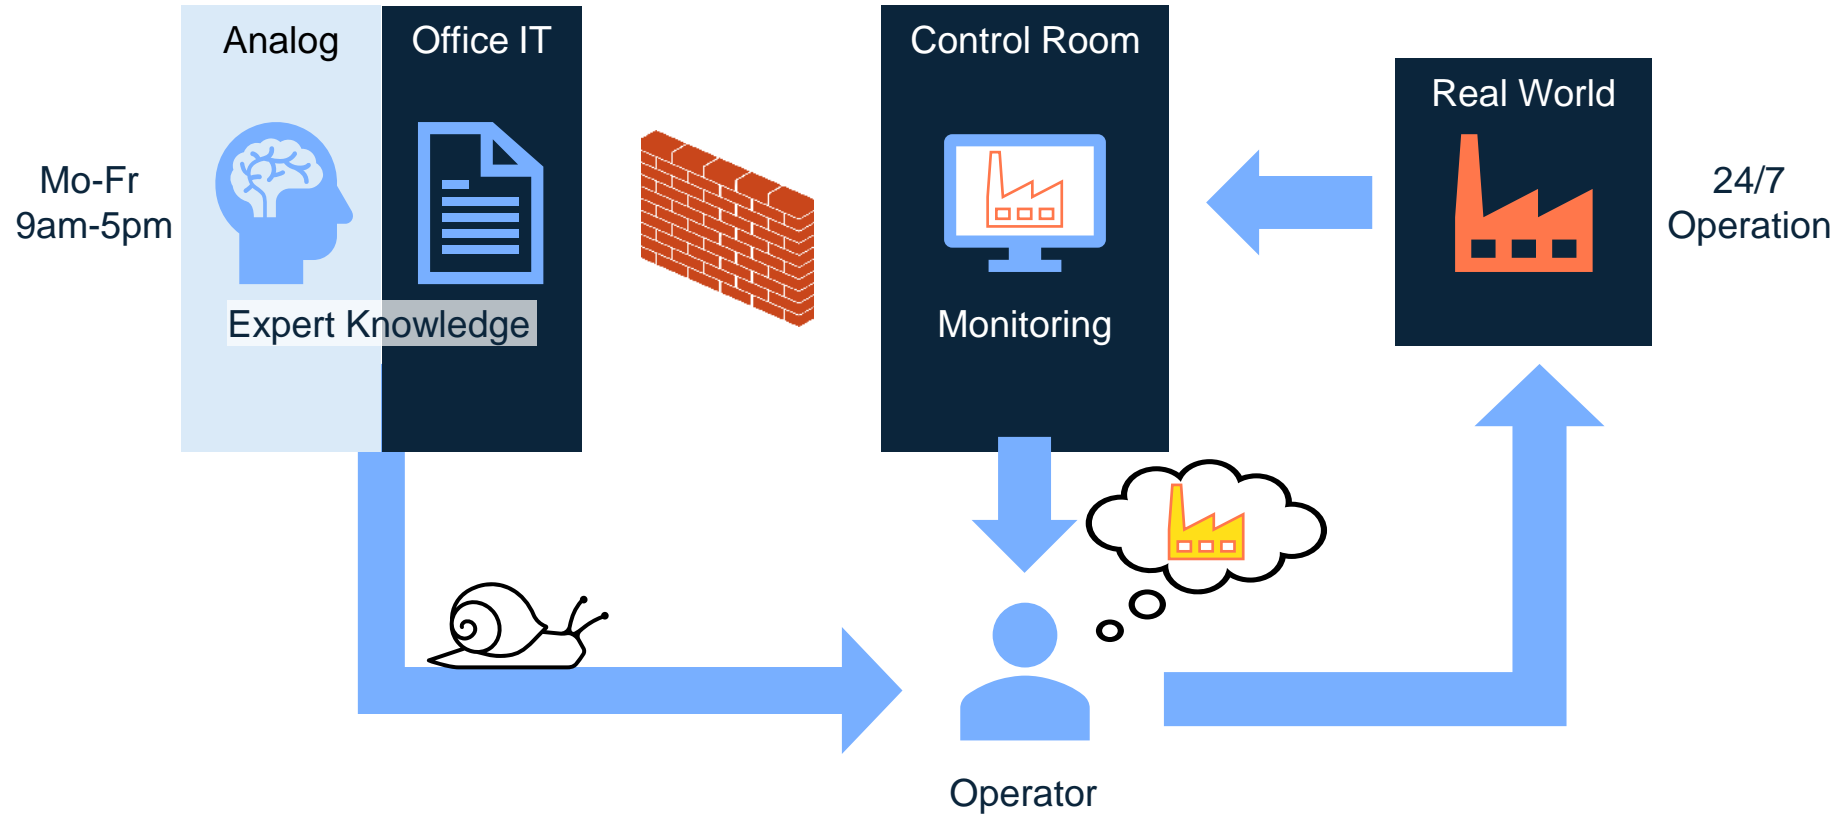 Analog
Office IT
Control Room
Real World
Mo-Fr
9am-5pm
24/7
Operation
Expert Knowledge
Monitoring
Operator